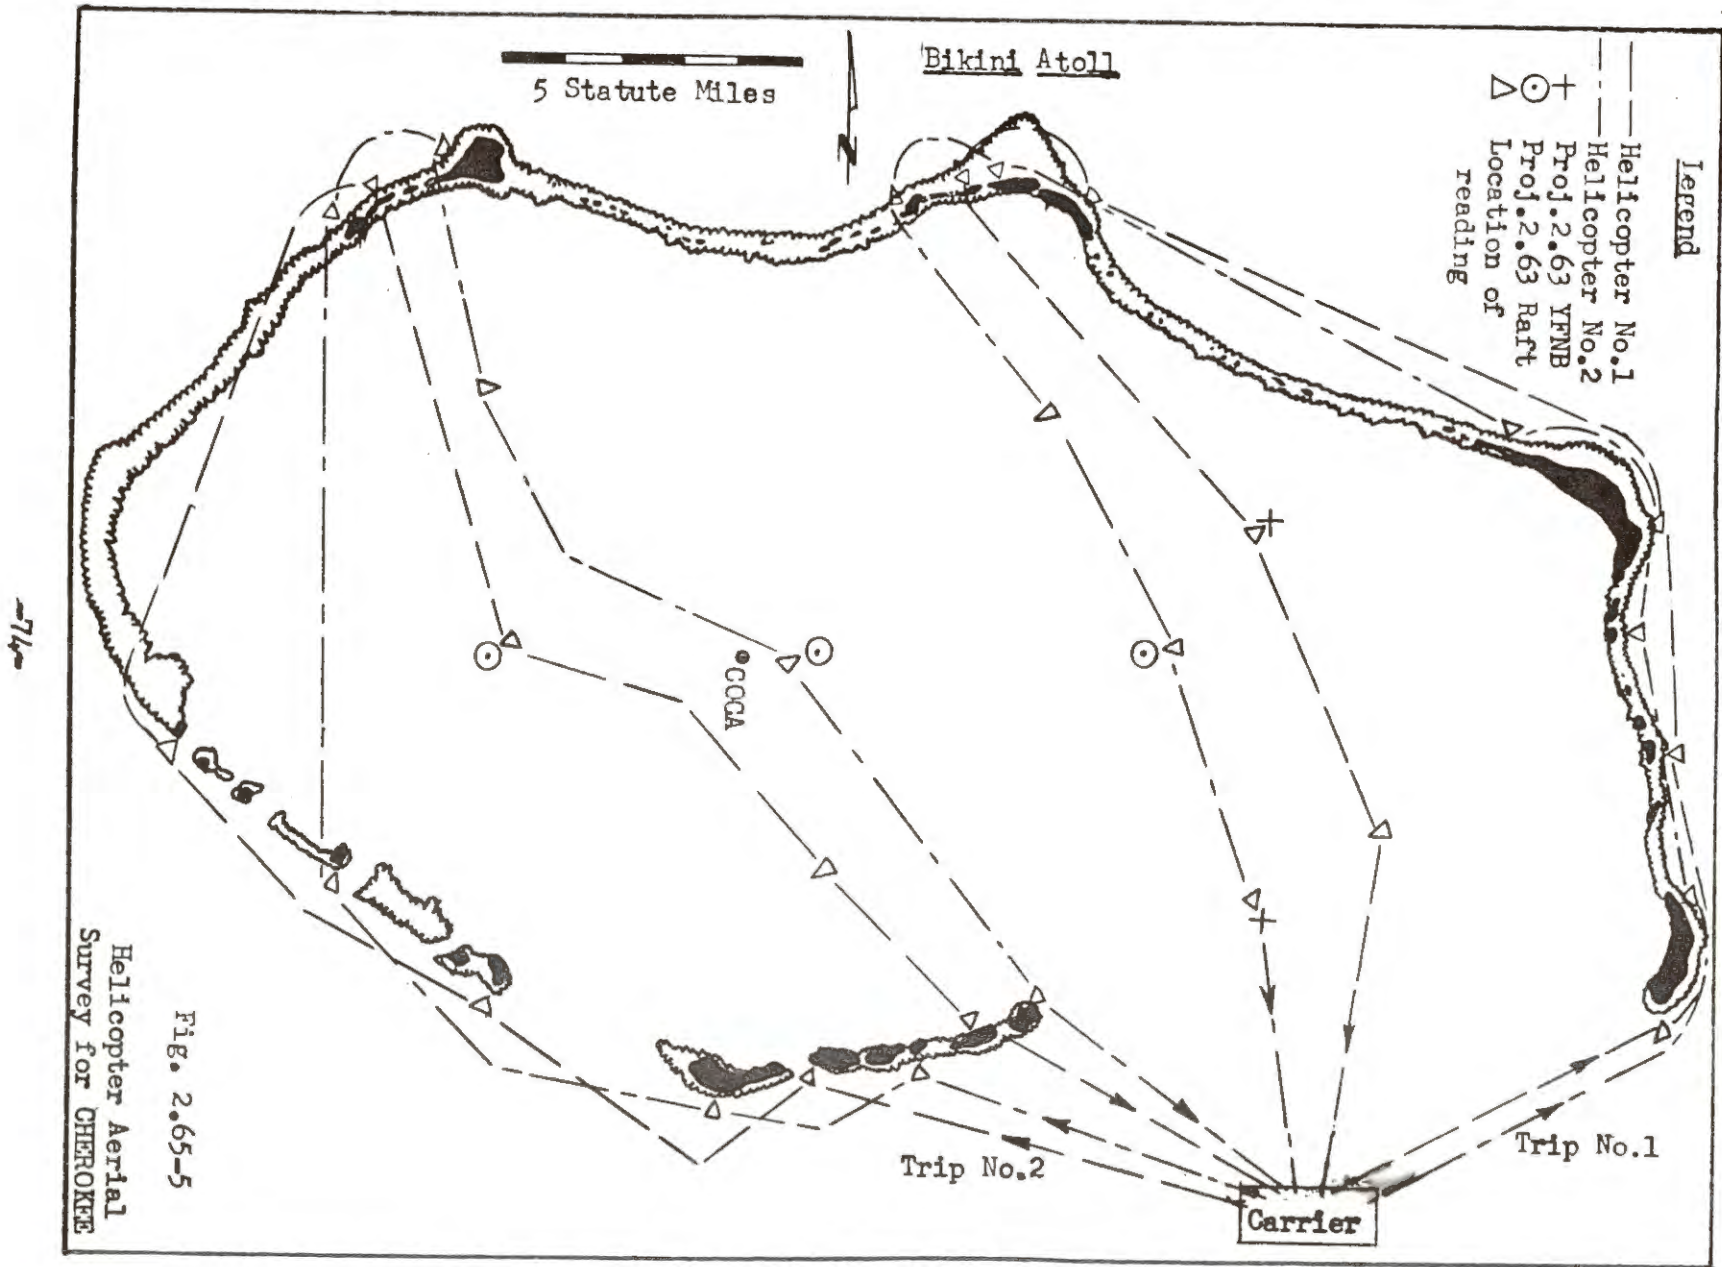 Bikini Atoll
5 Statute Miles
N
Legend
Helicopter No.1
Helicopter No.2
Proj.2.63 YFNB
Proj.2.63 Raft
Location of
reading
COCA
Trip No.1
Trip No.2
Carrier
Fig. 2.65-5
Helicopter Aerial
Survey for CHEROKEE
-74-